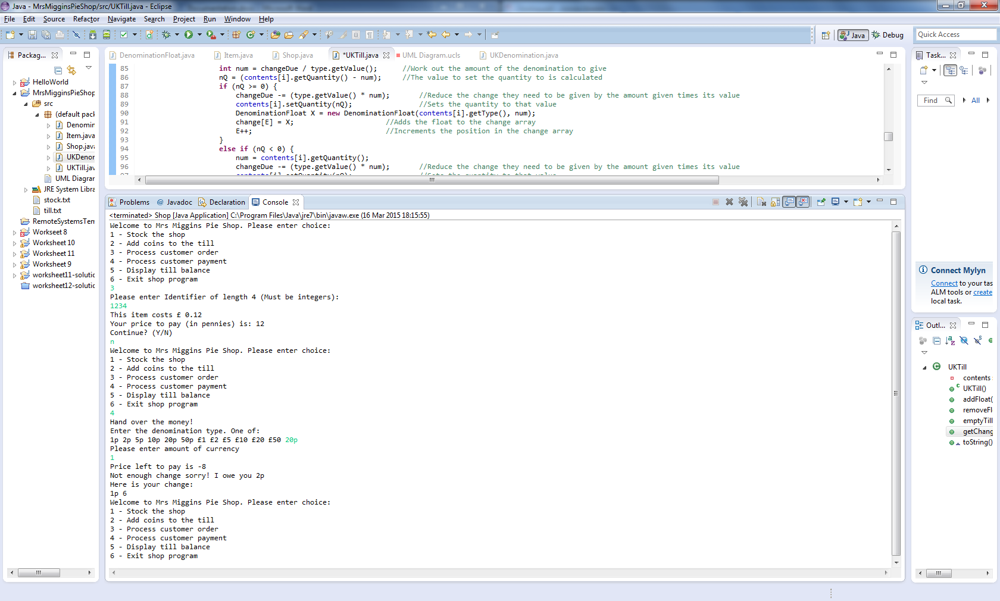 Java - MrsMigginsPieShop/src/UKTill.java - Eclipse
File Edit Source Refactor Navigate Search Project Run Window Help
Quick Access
Java
Debug
Packag...
HelloWorld
MrsMigginsPieShop
src
(default pack
Denomin
Item.java
Shop.java
UKDenor
UKTill.jav
UML Diagrar
JRE System Libra
stock.txt
till.txt
RemoteSystemsTem
Workseet 8
Worksheet 10
Worksheet 11
Worksheet 9
worksheet11-solutic
worksheet12-solutic
DenominationFloat.java Item.java Shop.java *UKTill.java UML Diagram.ucls UKDenomination.java
85 int num = changeDue / type.getValue(); //Work out the amount of the denomination to give
86 nQ = (contents[i].getQuantity() - num); //The value to set the quantity to is calculated
87 if (nQ >= 0) {
88 changeDue -= (type.getValue() * num); //Reduce the change they need to be given by the amount given times its value
89 contents[i].setQuantity(nQ); //Sets the quantity to that value
90 DenominationFloat X = new DenominationFloat(contents[i].getType(), num);
91 change[E] = X; //Adds the float to the change array
92 E++; //Increments the position in the change array
93 }
94 else if (nQ < 0) {
95 num = contents[i].getQuantity();
96 changeDue -= (type.getValue() * num); //Reduce the change they need to be given by the amount given times its value
Problems @ Javadoc Declaration Console
<terminated> Shop [Java Application] C:\Program Files\Java\jre7\bin\javaw.exe (16 Mar 2015 18:15:55)
Welcome to Mrs Miggins Pie Shop. Please enter choice:
1 - Stock the shop
2 - Add coins to the till
3 - Process customer order
4 - Process customer payment
5 - Display till balance
6 - Exit shop program
3
Please enter Identifier of length 4 (Must be integers):
1234
This item costs £ 0.12
Your price to pay (in pennies) is: 12
Continue? (Y/N)
n
Welcome to Mrs Miggins Pie Shop. Please enter choice:
1 - Stock the shop
2 - Add coins to the till
3 - Process customer order
4 - Process customer payment
5 - Display till balance
6 - Exit shop program
4
Hand over the money!
Enter the denomination type. One of:
1p 2p 5p 10p 20p 50p £1 £2 £5 £10 £20 £50 20p
Please enter amount of currency
1
Price left to pay is -8
Not enough change sorry! I owe you 2p
Here is your change:
1p 6
Welcome to Mrs Miggins Pie Shop. Please enter choice:
1 - Stock the shop
2 - Add coins to the till
3 - Process customer order
4 - Process customer payment
5 - Display till balance
6 - Exit shop program
Task...
Find All
Connect Mylyn
Connect to your tas
ALM tools or create
local task.
Outl...
UKTill
contents :
UKTill()
addFloat(
removeFl
emptyTill
getChang
toString()